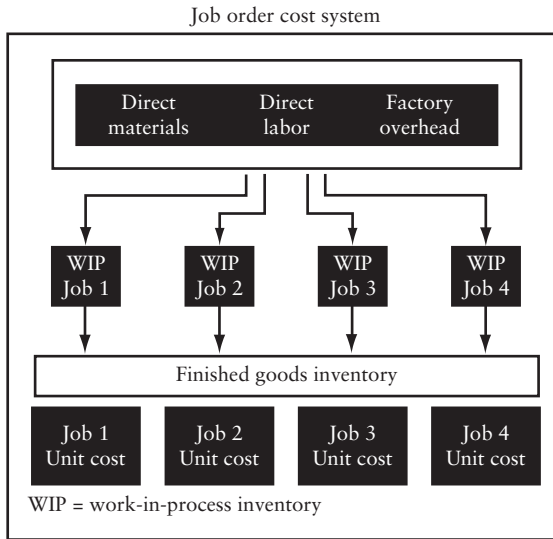 Job order cost system
Direct materials
Direct labor
Factory overhead
WIP
Job 1
WIP
Job 2
WIP
Job 3
WIP
Job 4
Finished goods inventory
Job 1
Unit cost
Job 2
Unit cost
Job 3
Unit cost
Job 4
Unit cost
WIP = work-in-process inventory